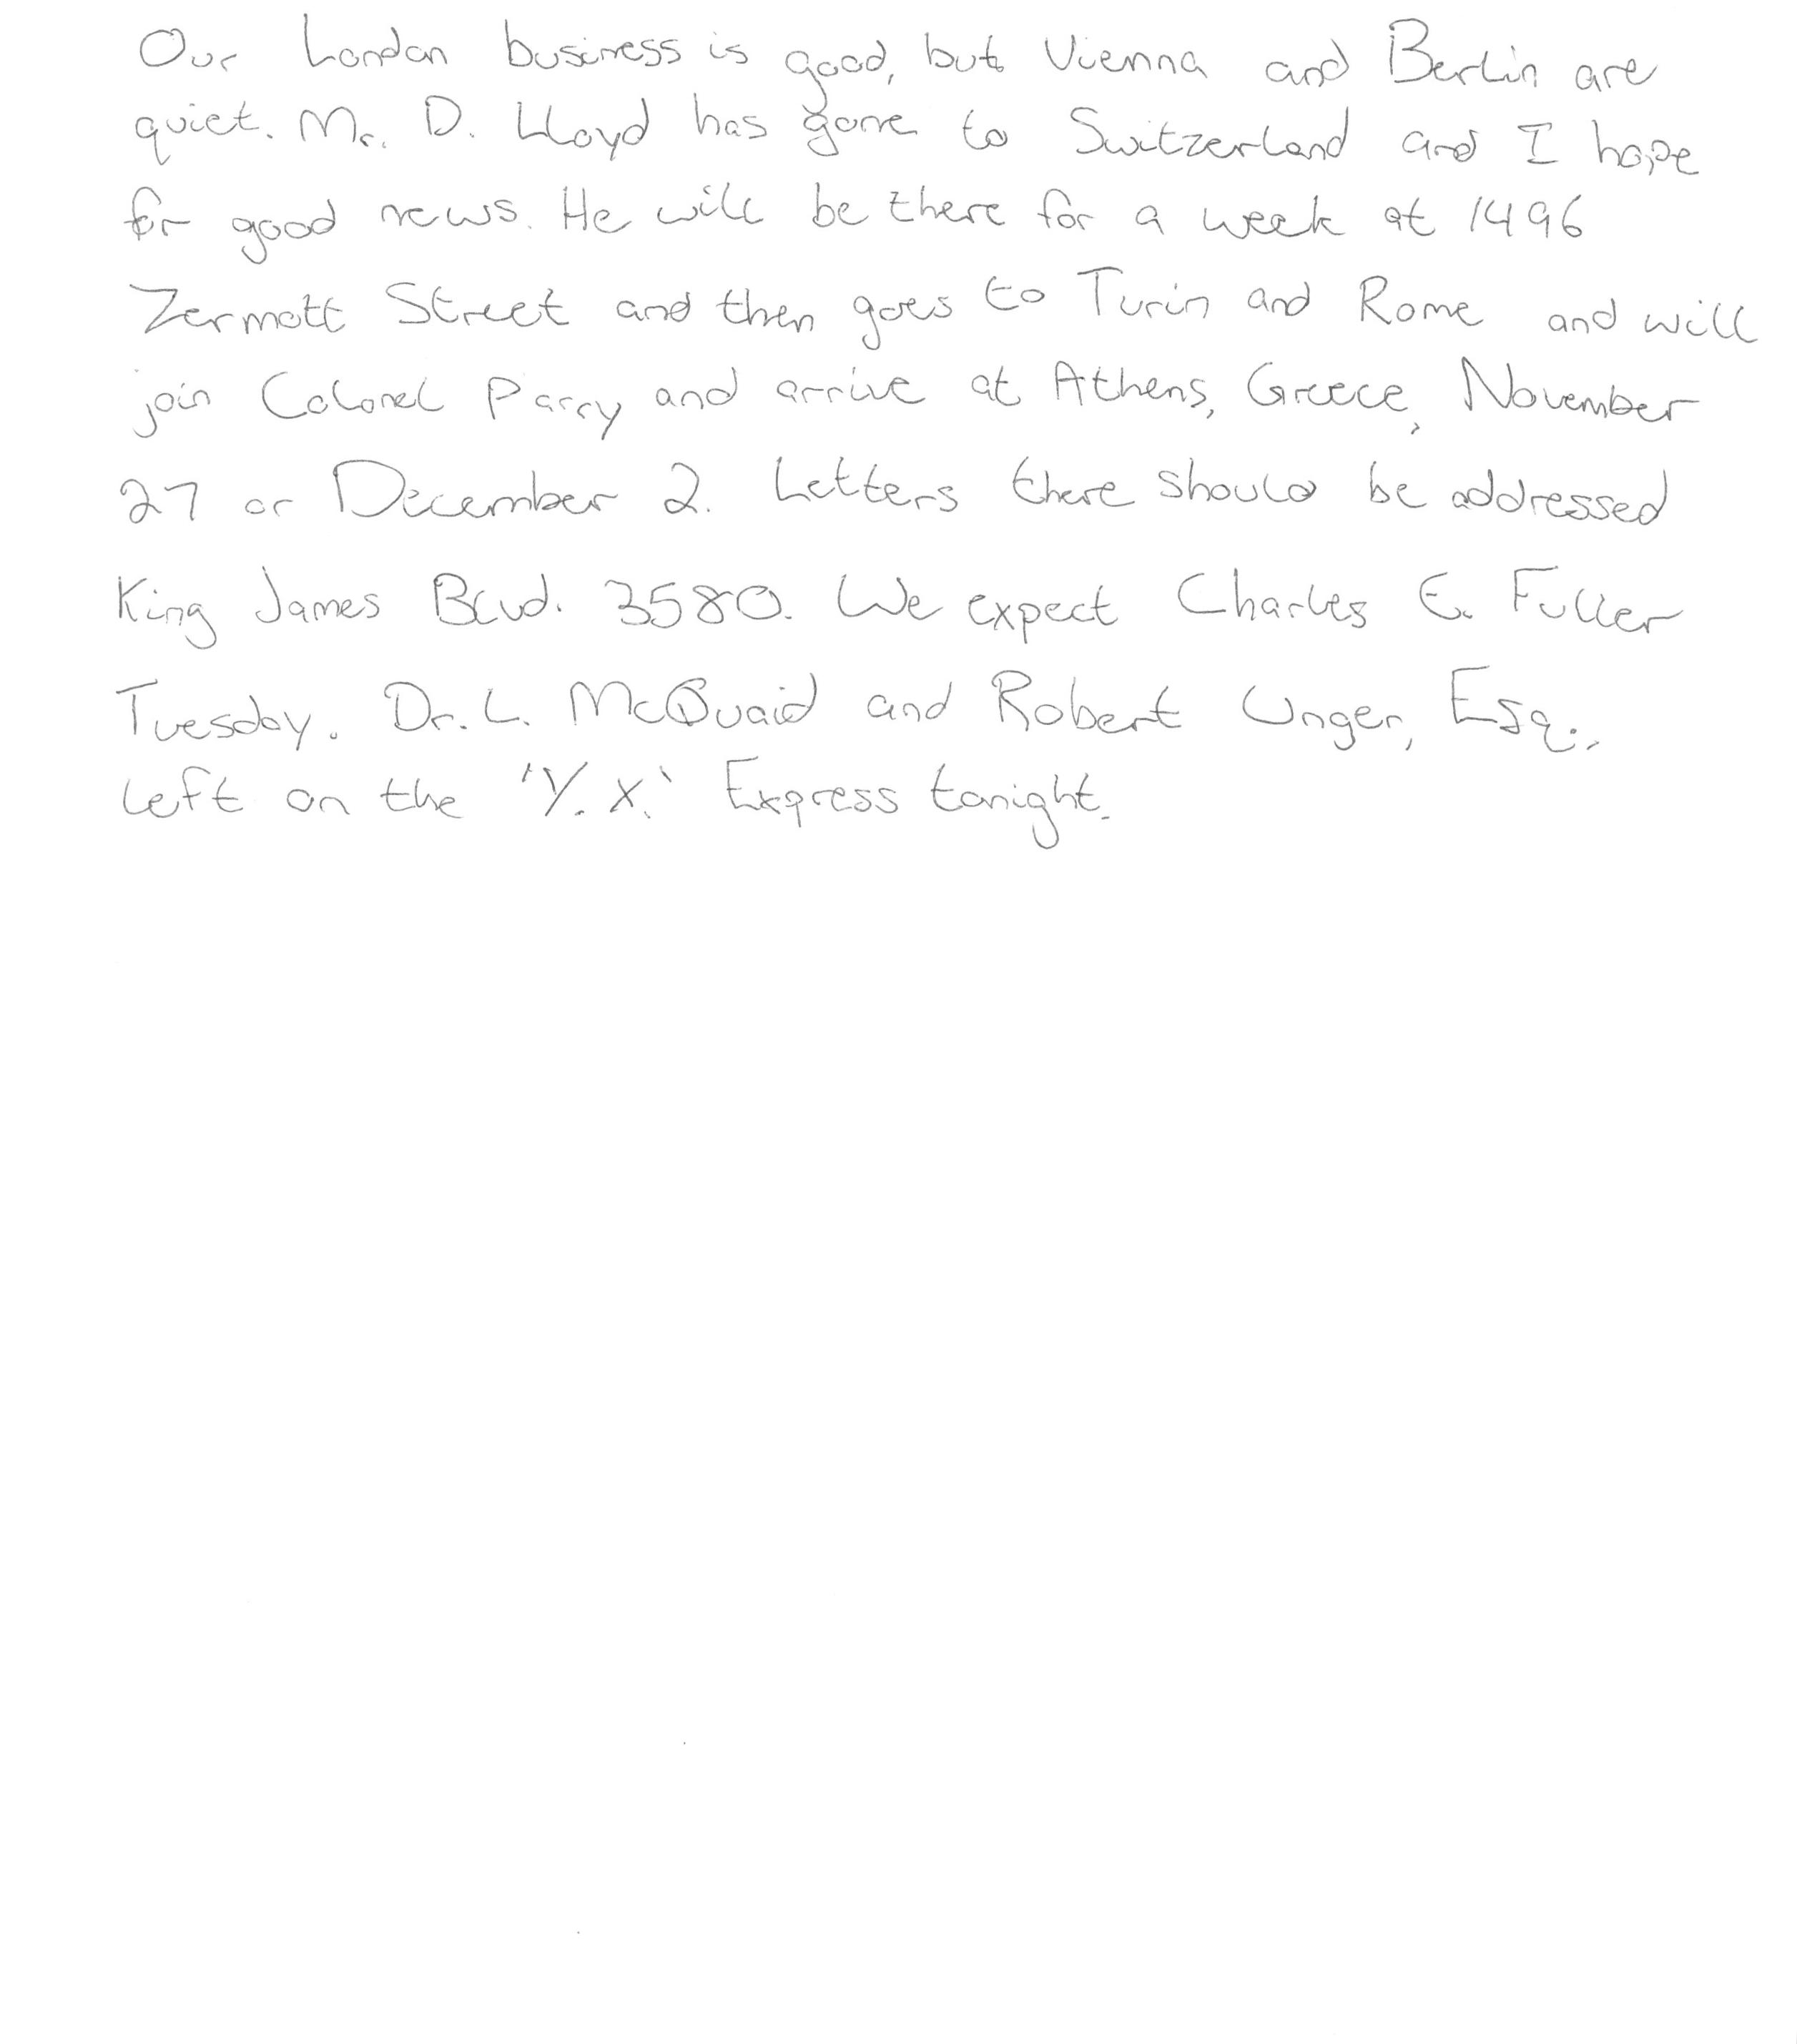 Our London business is good, but Vienna and Berlin are
quiet. Mr. D. Lloyd has gone to Switzerland and I hope
for good news. He will be there for a week at 1496
Zermott Street and then goes to Turin and Rome and will
join Colonel Parry and arrive at Athens, Greece, November
27 or December 2. Letters there should be addressed
King James Blvd. 3580. We expect Charles E. Fuller
Tuesday. Dr. L. McQuaid and Robert Unger, Esq.,
left on the 'Y. X.' Express tonight.